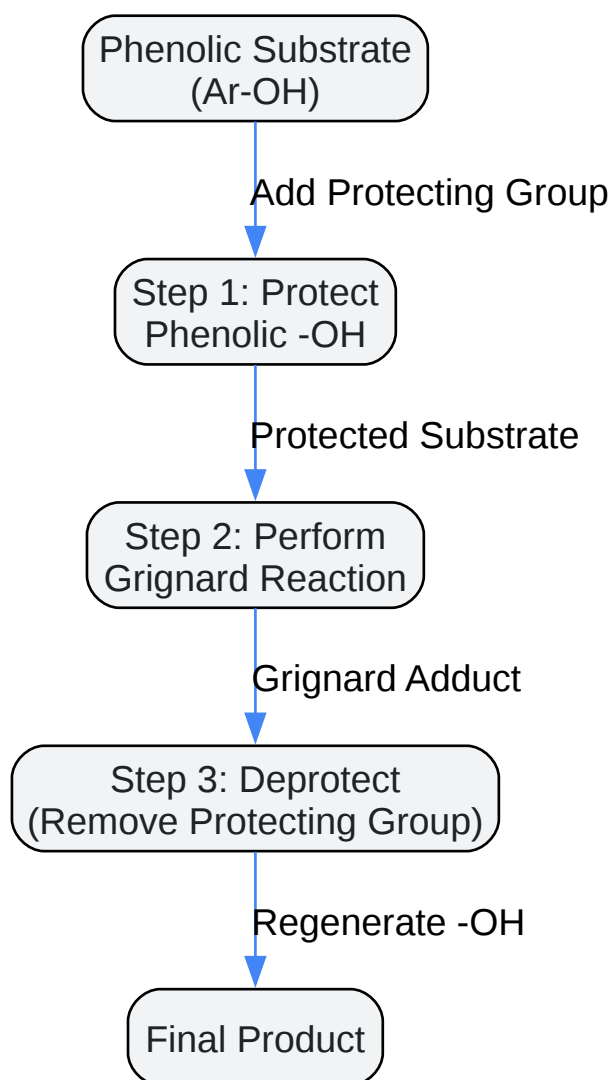 Phenolic Substrate
(Ar-OH)
Add Protecting Group
Step 1: Protect
Phenolic -OH
Protected Substrate
Step 2: Perform
Grignard Reaction
Grignard Adduct
Step 3: Deprotect
(Remove Protecting Group)
Regenerate -OH
Final Product